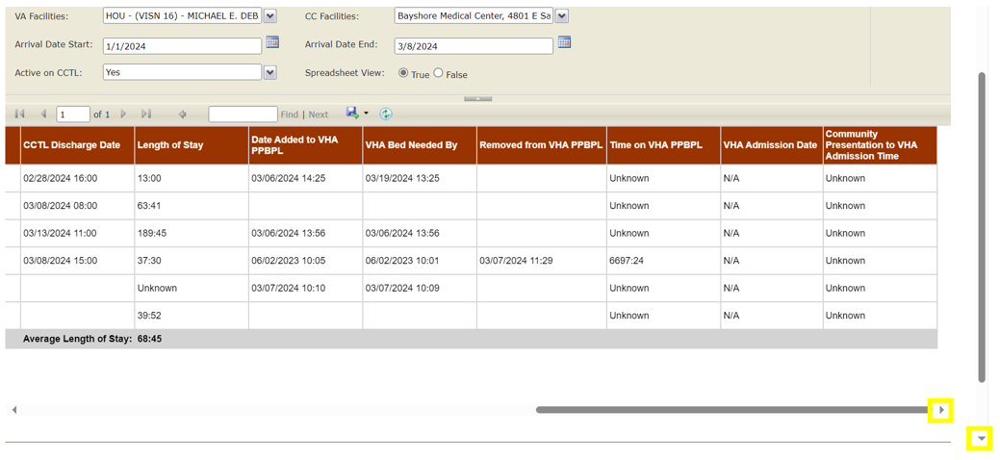 VA Facilities: HOU - (VISN 16) - MICHAEL E. DEB CC Facilities: Bayshore Medical Center, 4801 E Sa
Arrival Date Start: 1/1/2024 Arrival Date End: 3/8/2024
Active on CCTL: Yes Spreadsheet View: True False
1 of 1 Find | Next
CCTL Discharge Date Length of Stay Date Added to VHA PPBPL VHA Bed Needed By Removed from VHA PPBPL Time on VHA PPBPL VHA Admission Date Community Presentation to VHA Admission Time
02/28/2024 16:00 13:00 03/06/2024 14:25 03/19/2024 13:25 Unknown N/A Unknown
03/08/2024 08:00 63:41 Unknown N/A Unknown
03/13/2024 11:00 189:45 03/06/2024 13:56 03/06/2024 13:56 Unknown N/A Unknown
03/08/2024 15:00 37:30 06/02/2023 10:05 06/02/2023 10:01 03/07/2024 11:29 6697:24 N/A Unknown
Unknown 03/07/2024 10:10 03/07/2024 10:09 Unknown N/A Unknown
39:52 Unknown N/A Unknown
Average Length of Stay: 68:45